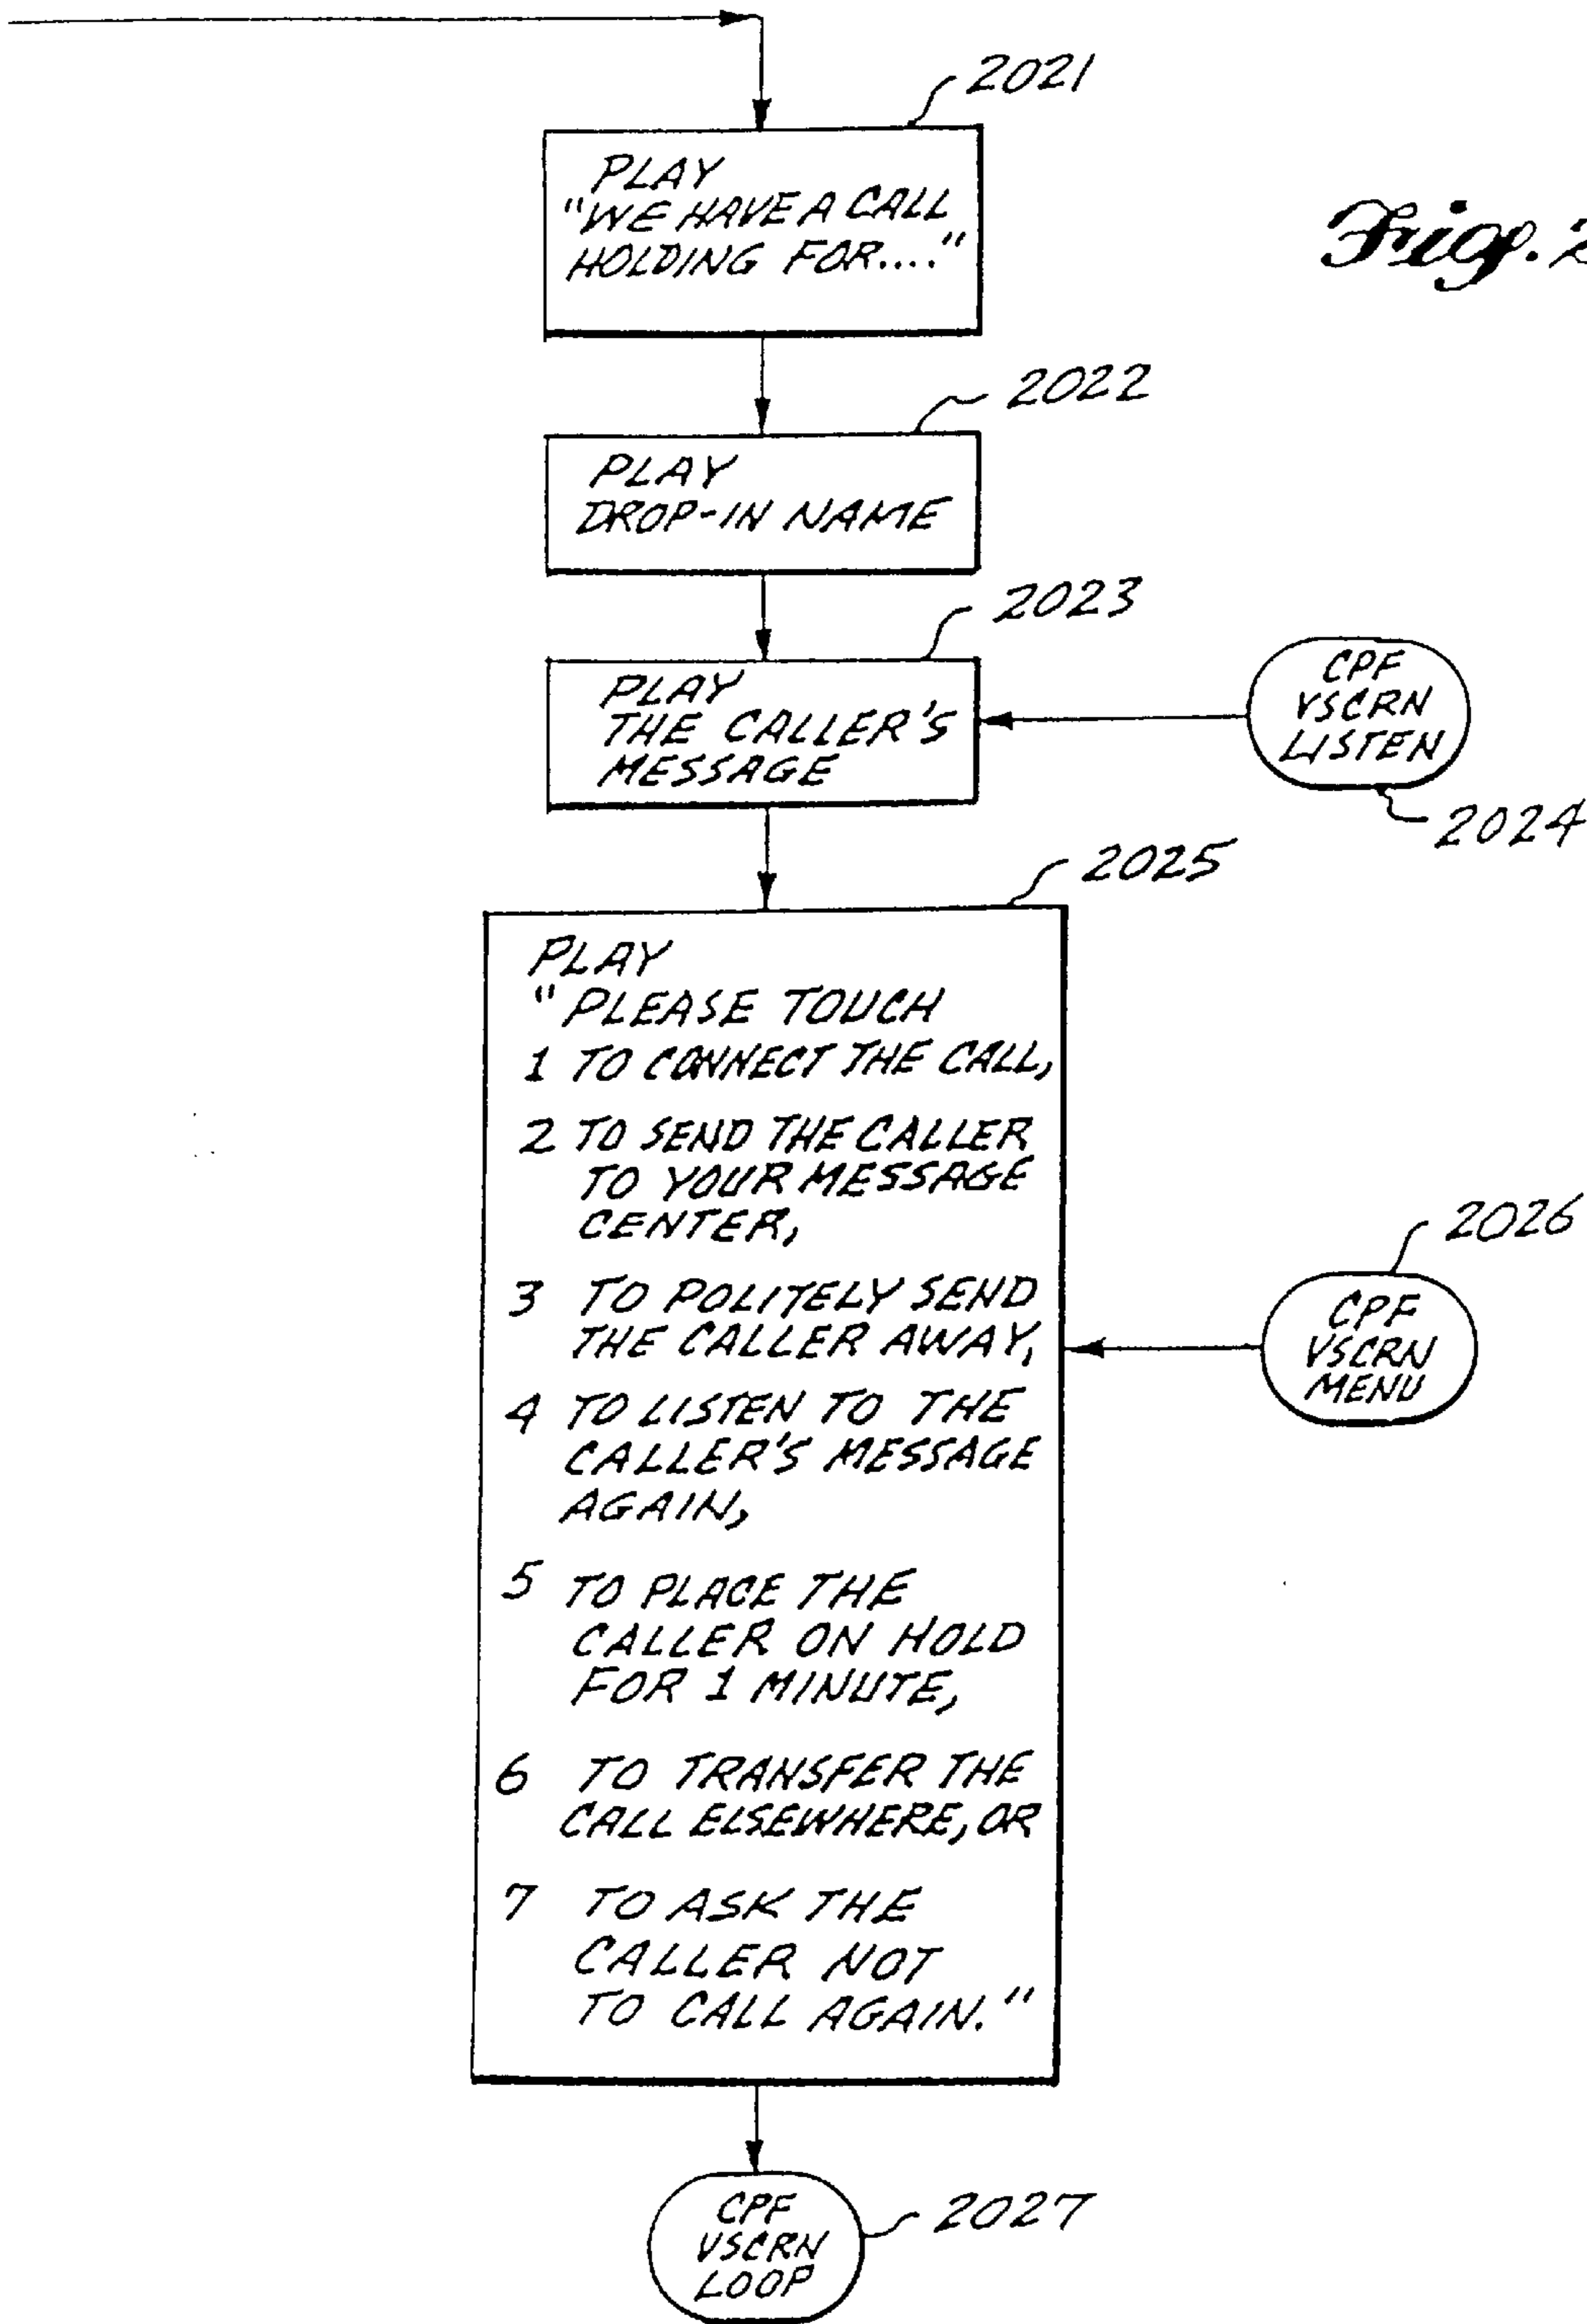 2021
PLAY
"WE HAVE A CALL
HOLDING FOR...."
Fig. 2
2022
PLAY
DROP-IN NAME
2023
PLAY
THE CALLER'S
MESSAGE
CPF
VSCRN
LISTEN
2024
2025
PLAY
"PLEASE TOUCH
1 TO CONNECT THE CALL,
2 TO SEND THE CALLER
TO YOUR MESSAGE
CENTER,
3 TO POLITELY SEND
THE CALLER AWAY,
4 TO LISTEN TO THE
CALLER'S MESSAGE
AGAIN,
5 TO PLACE THE
CALLER ON HOLD
FOR 1 MINUTE,
6 TO TRANSFER THE
CALL ELSEWHERE, OR
7 TO ASK THE
CALLER NOT
TO CALL AGAIN."
2026
CPF
VSCRN
MENU
CPF
VSCRN
LOOP
2027